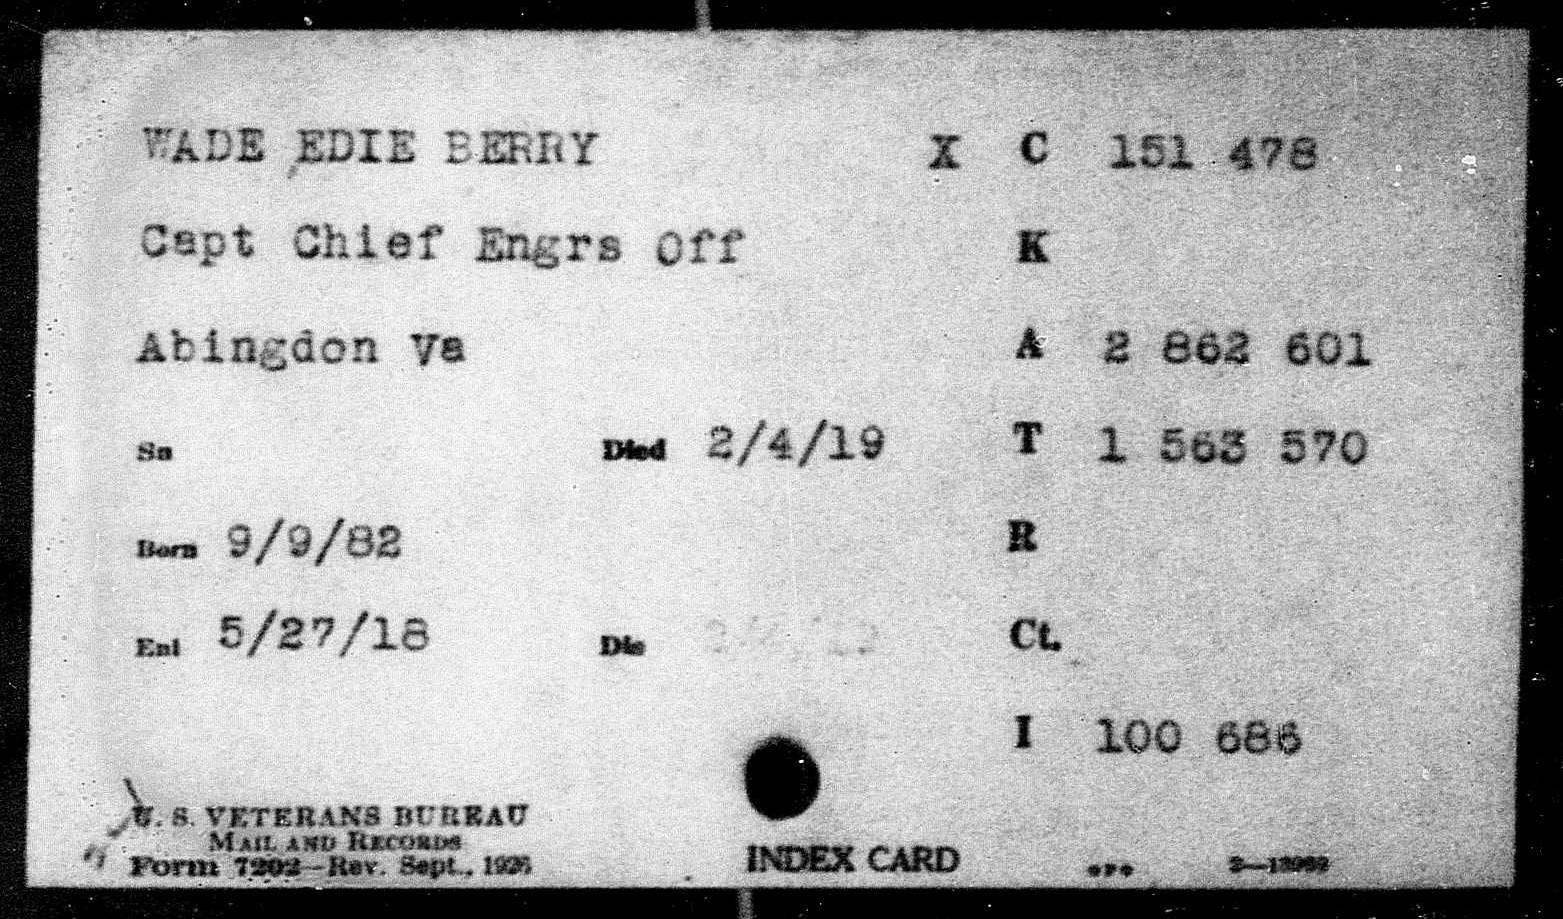 WADE EDIE BERRY X C 151 478
Capt Chief Engrs Off K
Abingdon Va A 2 862 601
Sn Died 2/4/19 T 1 563 570
Born 9/9/82 R
Enl 5/27/18 Dis Ct.
I 100 686
U. S. VETERANS BUREAU
MAIL AND RECORDS
Form 7202—Rev. Sept., 1926
INDEX CARD